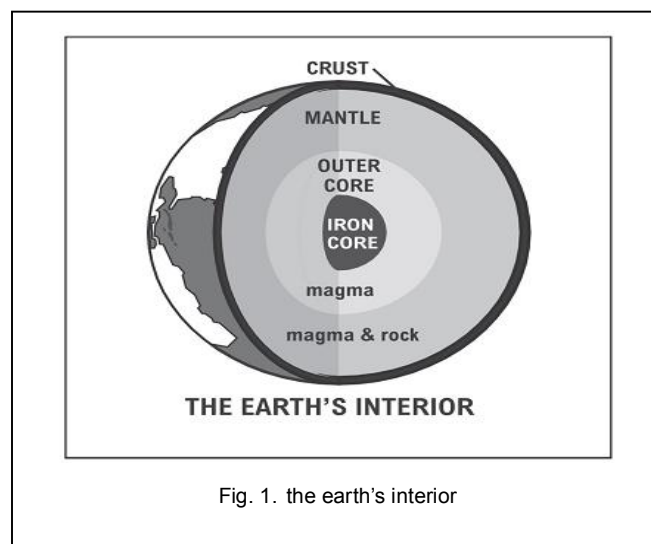 CRUST
MANTLE
OUTER
CORE
IRON
CORE
magma
magma & rock
THE EARTH'S INTERIOR
Fig. 1. the earth's interior